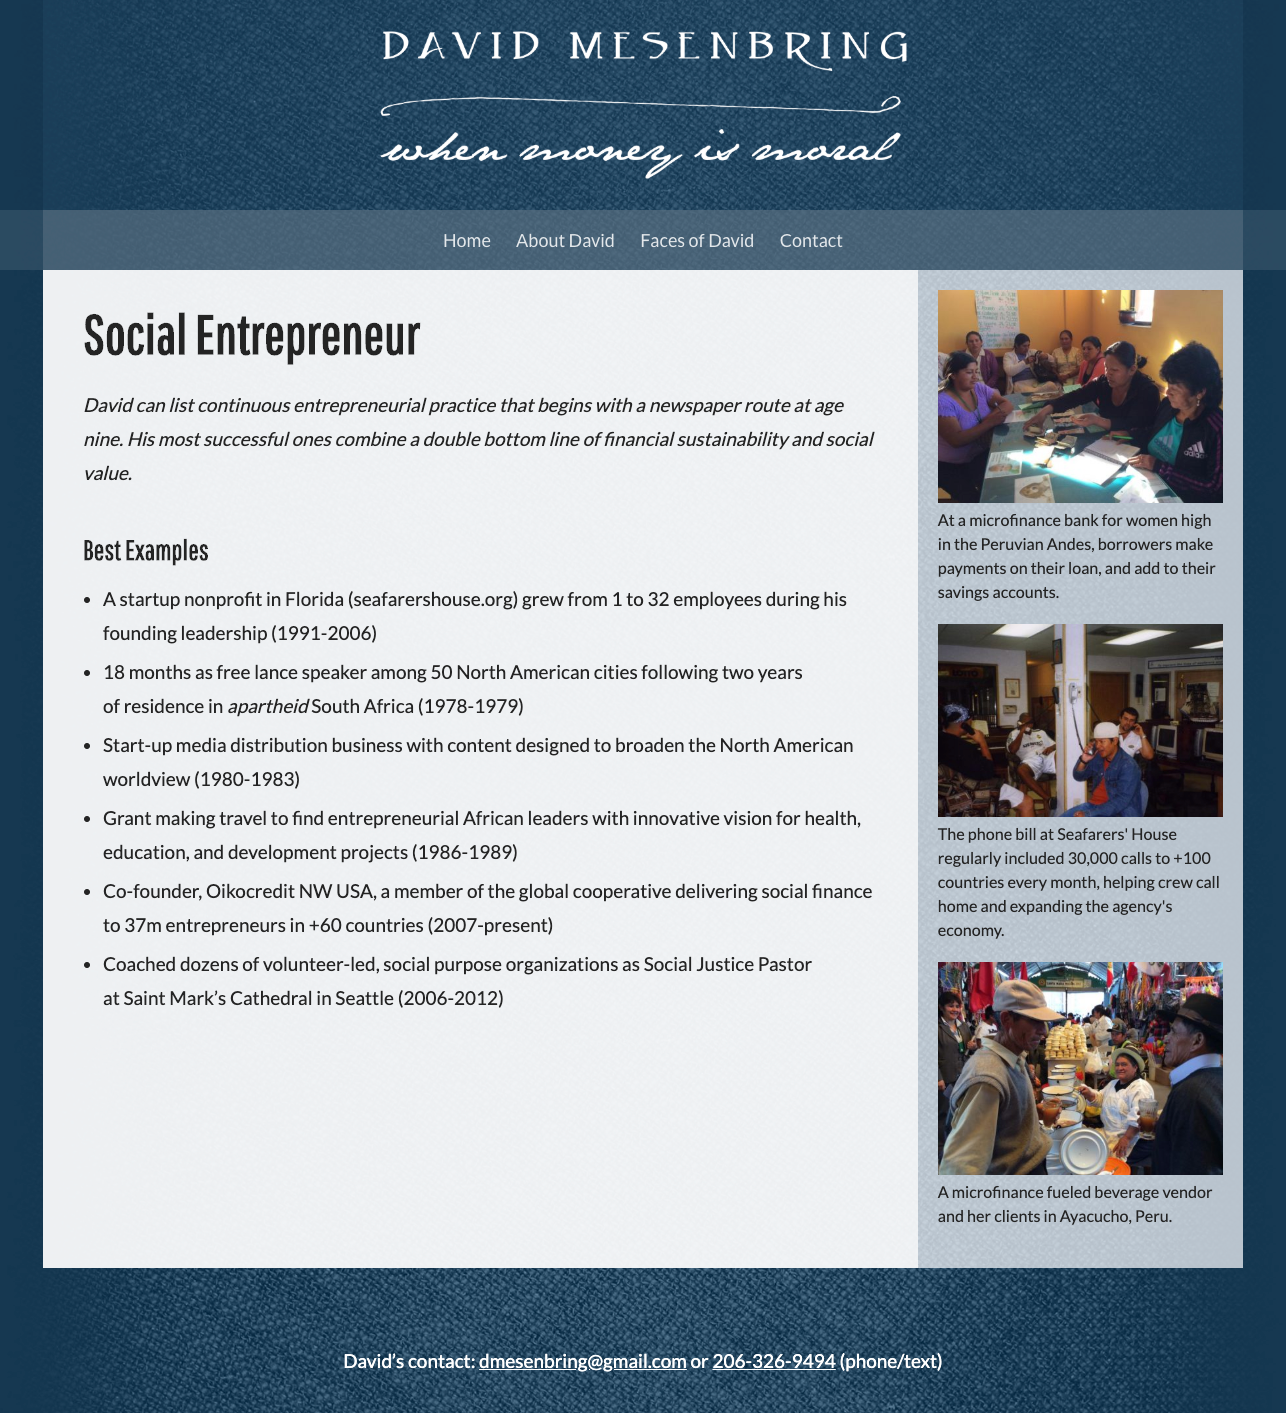 DAVID MESENBRING
when money is moral
Home About David Faces of David Contact
Social Entrepreneur
David can list continuous entrepreneurial practice that begins with a newspaper route at age
nine. His most successful ones combine a double bottom line of financial sustainability and social
value.
Best Examples
• A startup nonprofit in Florida (seafarershouse.org) grew from 1 to 32 employees during his
founding leadership (1991-2006)
• 18 months as free lance speaker among 50 North American cities following two years
of residence in apartheid South Africa (1978-1979)
• Start-up media distribution business with content designed to broaden the North American
worldview (1980-1983)
• Grant making travel to find entrepreneurial African leaders with innovative vision for health,
education, and development projects (1986-1989)
• Co-founder, Oikocredit NW USA, a member of the global cooperative delivering social finance
to 37m entrepreneurs in +60 countries (2007-present)
• Coached dozens of volunteer-led, social purpose organizations as Social Justice Pastor
at Saint Mark’s Cathedral in Seattle (2006-2012)
adidas
At a microfinance bank for women high
in the Peruvian Andes, borrowers make
payments on their loan, and add to their
savings accounts.
The phone bill at Seafarers' House
regularly included 30,000 calls to +100
countries every month, helping crew call
home and expanding the agency's
economy.
A microfinance fueled beverage vendor
and her clients in Ayacucho, Peru.
David’s contact: dmesenbring@gmail.com or 206-326-9494 (phone/text)